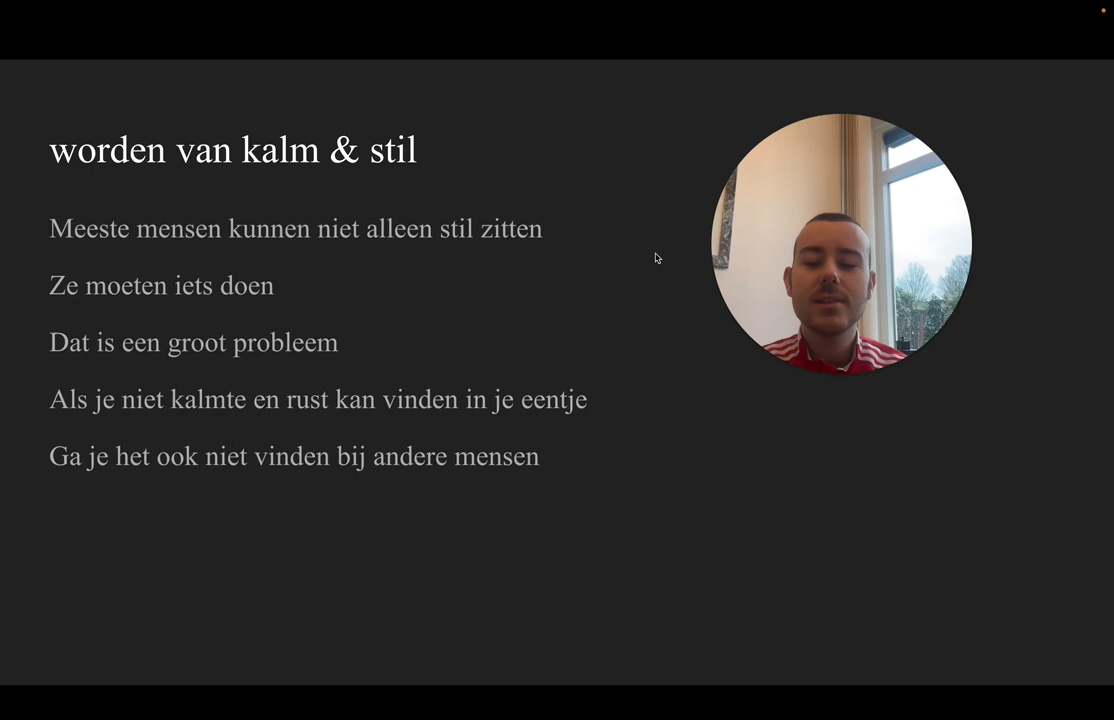 worden van kalm & stil
Meeste mensen kunnen niet alleen stil zitten
Ze moeten iets doen
Dat is een groot probleem
Als je niet kalmte en rust kan vinden in je eentje
Ga je het ook niet vinden bij andere mensen